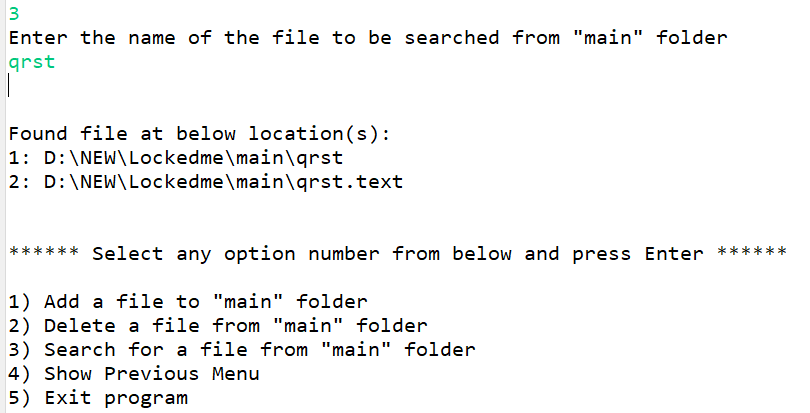 3
Enter the name of the file to be searched from "main" folder
qrst
Found file at below location(s):
1: D:\NEW\Lockedme\main\qrst
2: D:\NEW\Lockedme\main\qrst.text
****** Select any option number from below and press Enter ******
1) Add a file to "main" folder
2) Delete a file from "main" folder
3) Search for a file from "main" folder
4) Show Previous Menu
5) Exit program